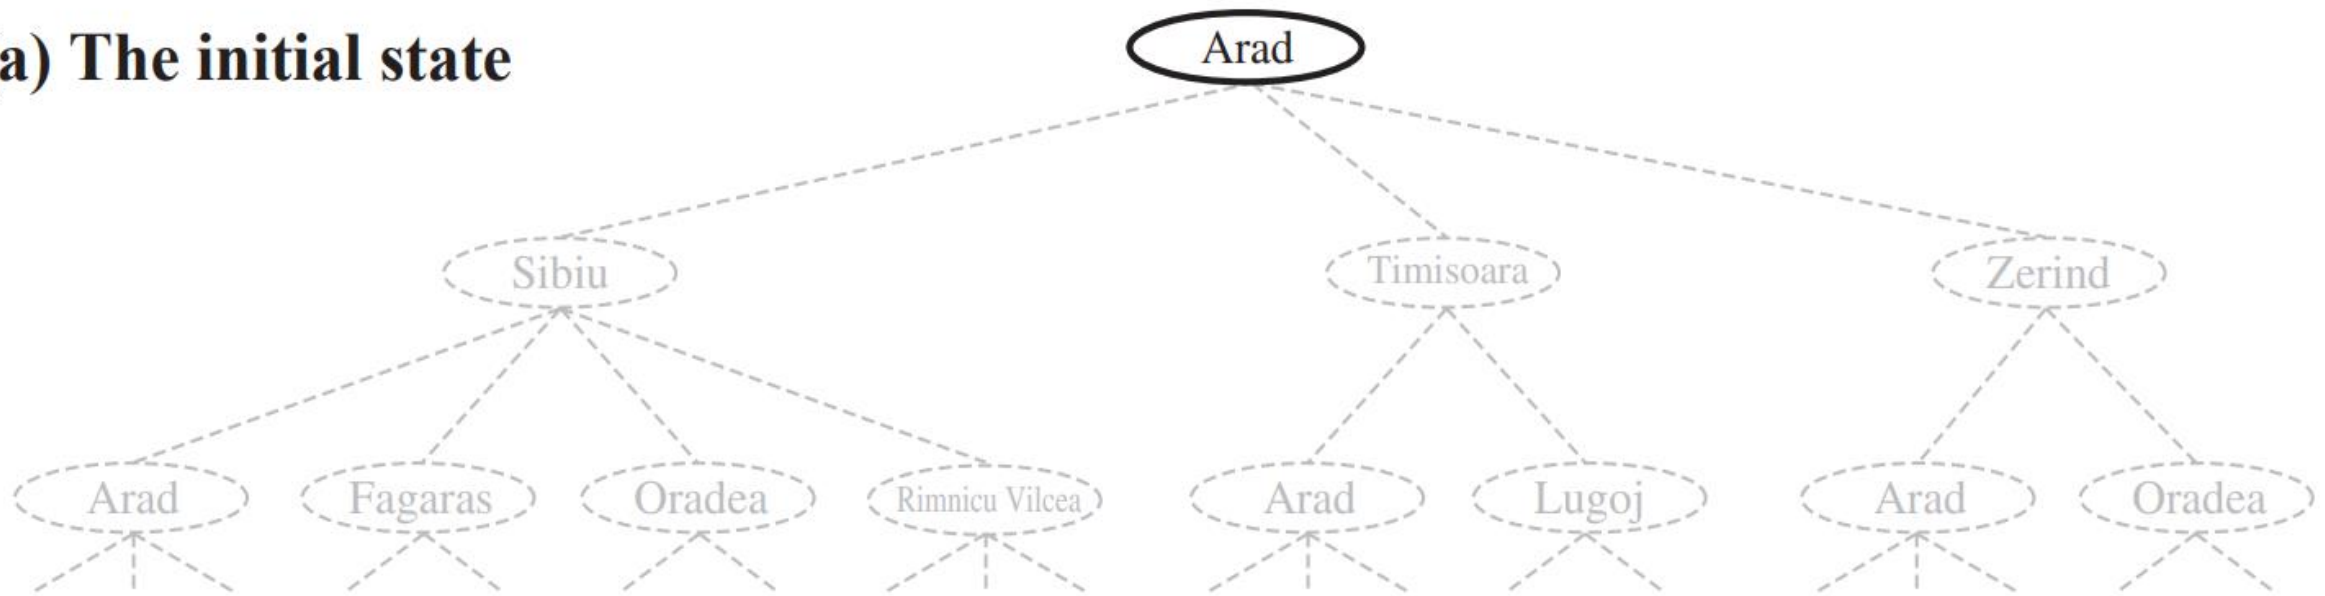 a) The initial state
Arad
Sibiu
Timisoara
Zerind
Arad
Fagaras
Oradea
Rimnicu Vilcea
Arad
Lugoj
Arad
Oradea